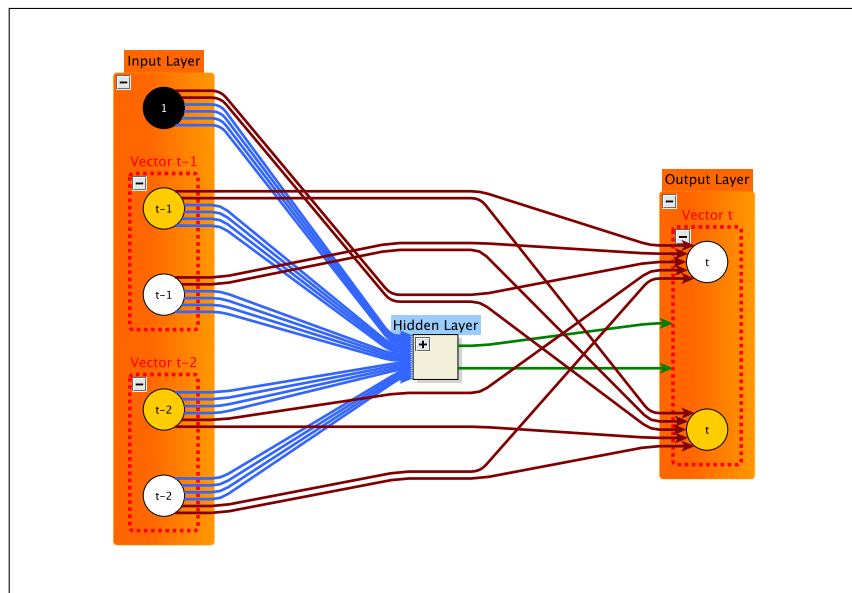 Input Layer
1
Vector t-1
t-1
t-1
Vector t-2
t-2
t-2
Hidden Layer
Output Layer
Vector t
t
t